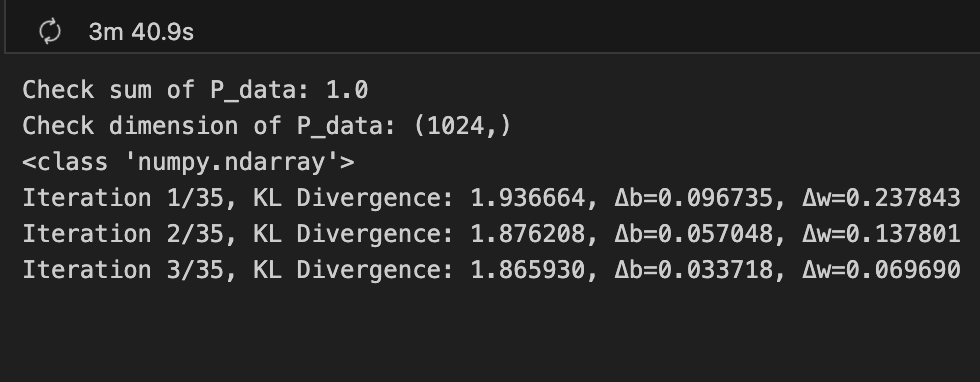 3m 40.9s
Check sum of P_data: 1.0
Check dimension of P_data: (1024,)
<class 'numpy.ndarray'>
Iteration 1/35, KL Divergence: 1.936664, Δb=0.096735, Δw=0.237843
Iteration 2/35, KL Divergence: 1.876208, Δb=0.057048, Δw=0.137801
Iteration 3/35, KL Divergence: 1.865930, Δb=0.033718, Δw=0.069690